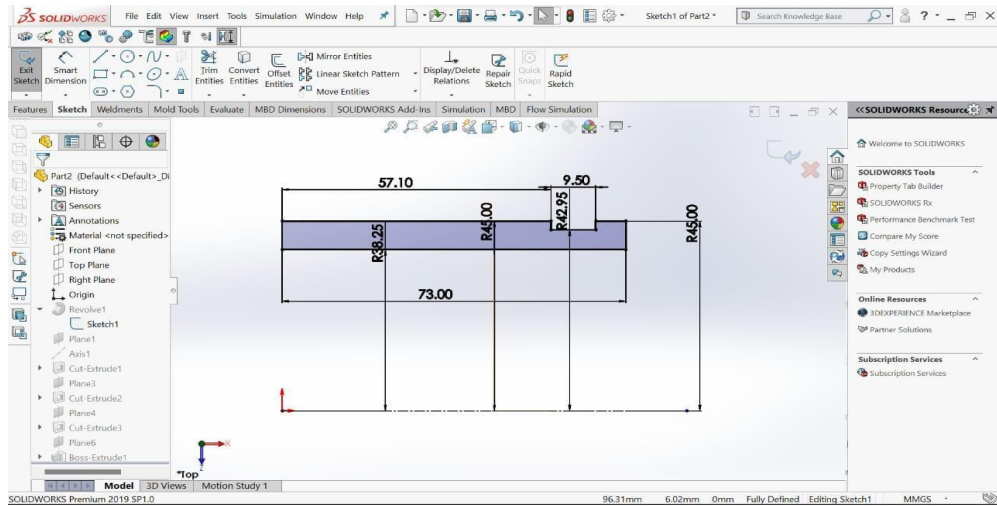 SOLIDWORKS File Edit View Insert Tools Simulation Window Help Sketch1 of Part2 * Search Knowledge Base ?
Exit Sketch
Smart Dimension
Trim Entities
Convert Entities
Offset Entities
Mirror Entities
Linear Sketch Pattern
Move Entities
Display/Delete Relations
Repair Sketch
Quick Snaps
Rapid Sketch
Features Sketch Weldments Mold Tools Evaluate MBD Dimensions SOLIDWORKS Add-Ins Simulation MBD Flow Simulation
Part2 (Default<<Default>_Di
History
Sensors
Annotations
Material <not specified>
Front Plane
Top Plane
Right Plane
Origin
Revolve1
Sketch1
Plane1
Axis1
Cut-Extrude1
Plane3
Cut-Extrude2
Plane4
Cut-Extrude3
Plane6
Boss-Extrude1
57.10
9.50
R38.25
R45.00
R42.95
R45.00
73.00
*Top
SOLIDWORKS Resource
Welcome to SOLIDWORKS
SOLIDWORKS Tools
Property Tab Builder
SOLIDWORKS Rx
Performance Benchmark Test
Compare My Score
Copy Settings Wizard
My Products
Online Resources
3DEXPERIENCE Marketplace
Partner Solutions
Subscription Services
Subscription Services
Model 3D Views Motion Study 1
SOLIDWORKS Premium 2019 SP1.0 96.31mm 6.02mm 0mm Fully Defined Editing Sketch1 MMGS